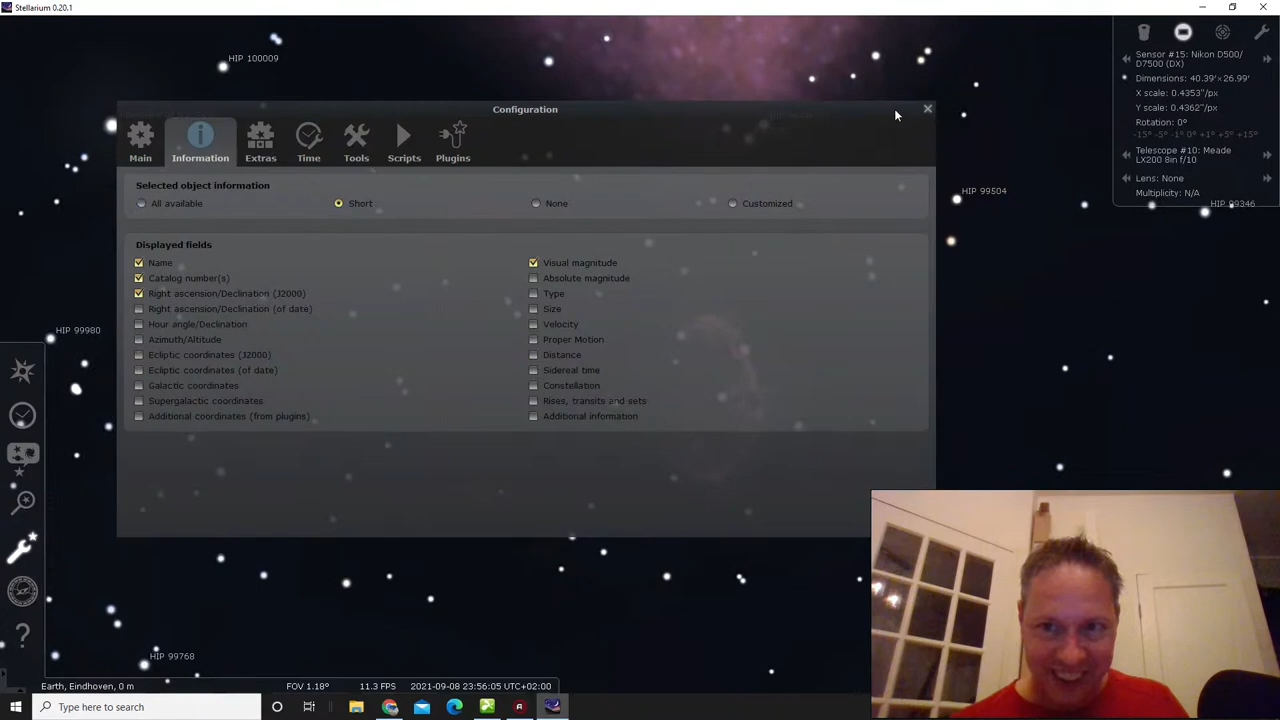 Stellarium 0.20.1
HIP 100009
Sensor #15: Nikon D500/
D7500 (DX)
Dimensions: 40.39'×26.99'
X scale: 0.4353"/px
Y scale: 0.4362"/px
Rotation: 0°
-15° -5° -1° 0° +1° +5° +15°
Telescope #10: Meade
LX200 8in f/10
Lens: None
Multiplicity: N/A
Configuration
Main
Information
Extras
Time
Tools
Scripts
Plugins
Selected object information
All available
Short
None
Customized
HIP 99504
HIP 99346
Displayed fields
Name
Visual magnitude
Catalog number(s)
Absolute magnitude
Right ascension/Declination (J2000)
Type
Right ascension/Declination (of date)
Size
Hour angle/Declination
Velocity
HIP 99980
Azimuth/Altitude
Proper Motion
Ecliptic coordinates (J2000)
Distance
Ecliptic coordinates (of date)
Sidereal time
Galactic coordinates
Constellation
Supergalactic coordinates
Rises, transits and sets
Additional coordinates (from plugins)
Additional information
HIP 99768
Earth, Eindhoven, 0 m
FOV 1.18°
11.3 FPS
2021-09-08 23:56:05 UTC+02:00
Type here to search